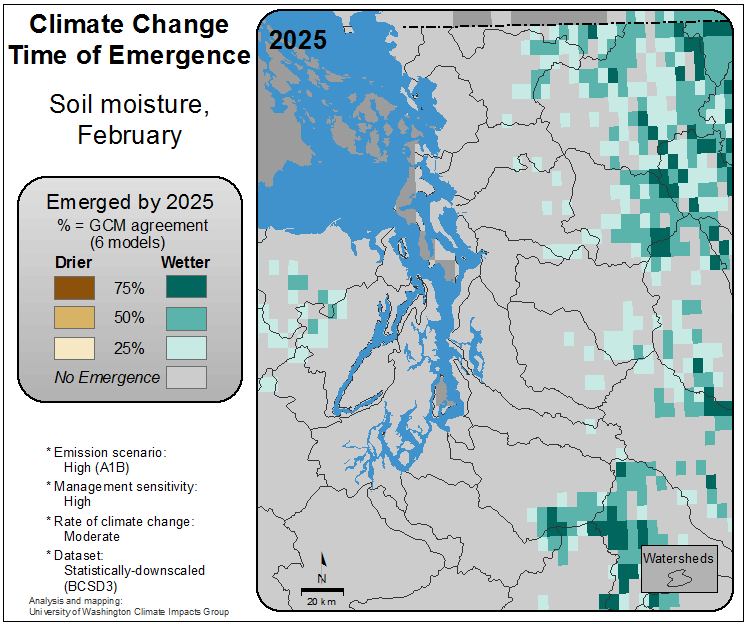 Climate Change
Time of Emergence
Soil moisture,
February
Emerged by 2025
% = GCM agreement
(6 models)
Drier
Wetter
75%
50%
25%
No Emergence
* Emission scenario:
High (A1B)
* Management sensitivity:
High
* Rate of climate change:
Moderate
* Dataset:
Statistically-downscaled
(BCSD3)
Analysis and mapping:
University of Washington Climate Impacts Group
2025
N
20 km
Watersheds